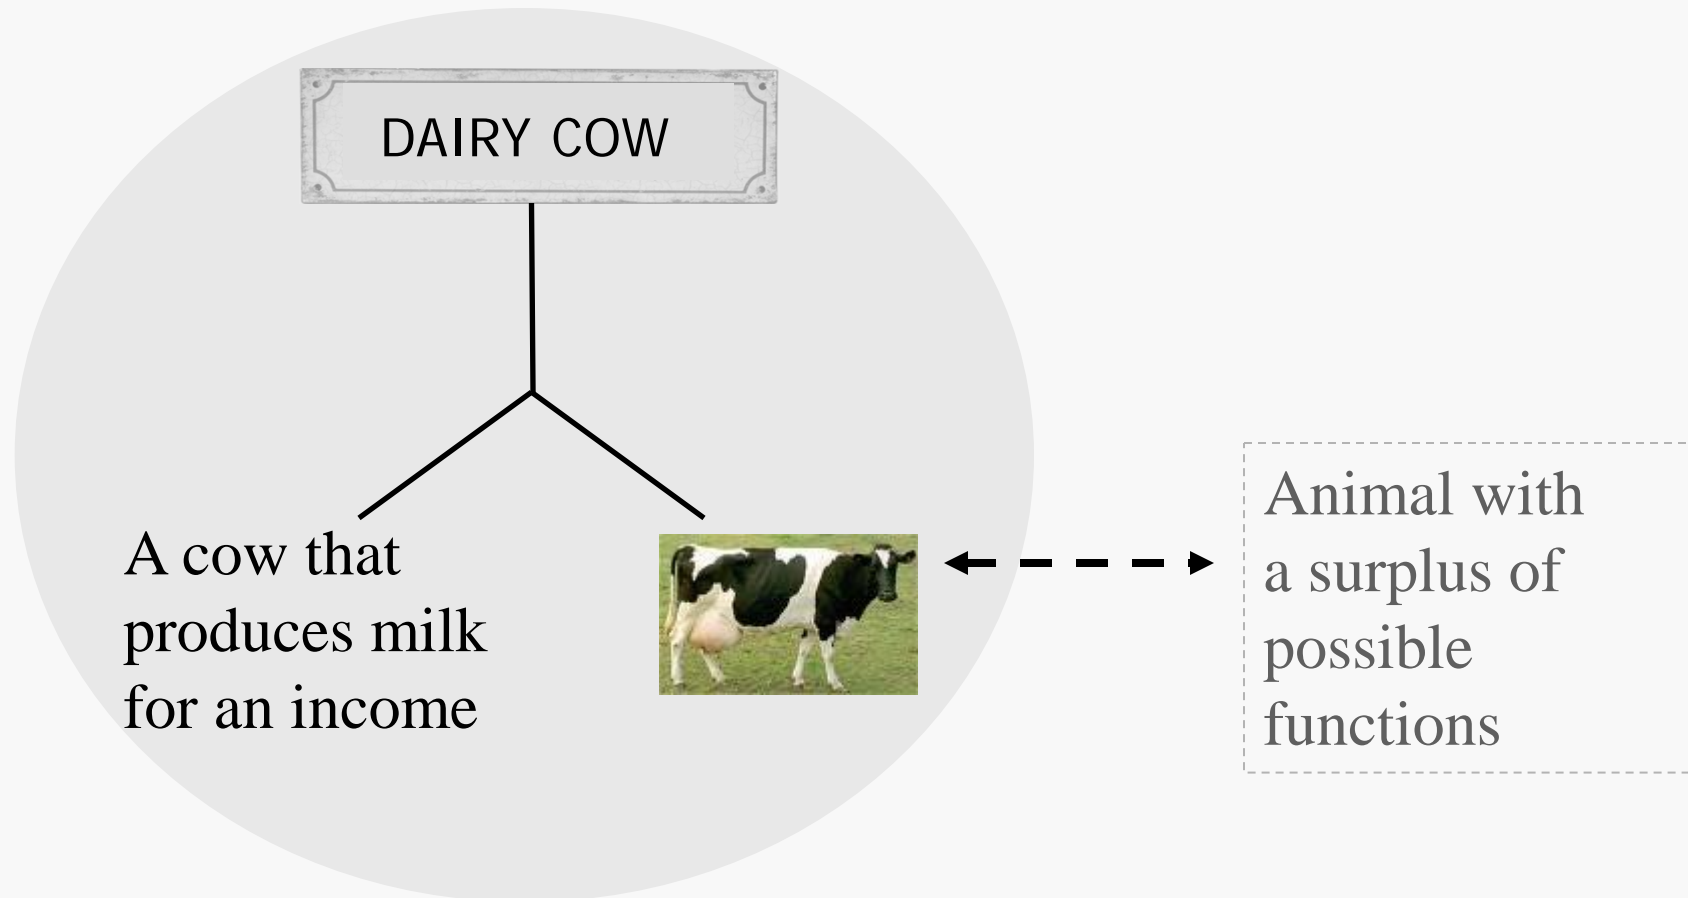 DAIRY COW
A cow that
produces milk
for an income
Animal with
a surplus of
possible
functions